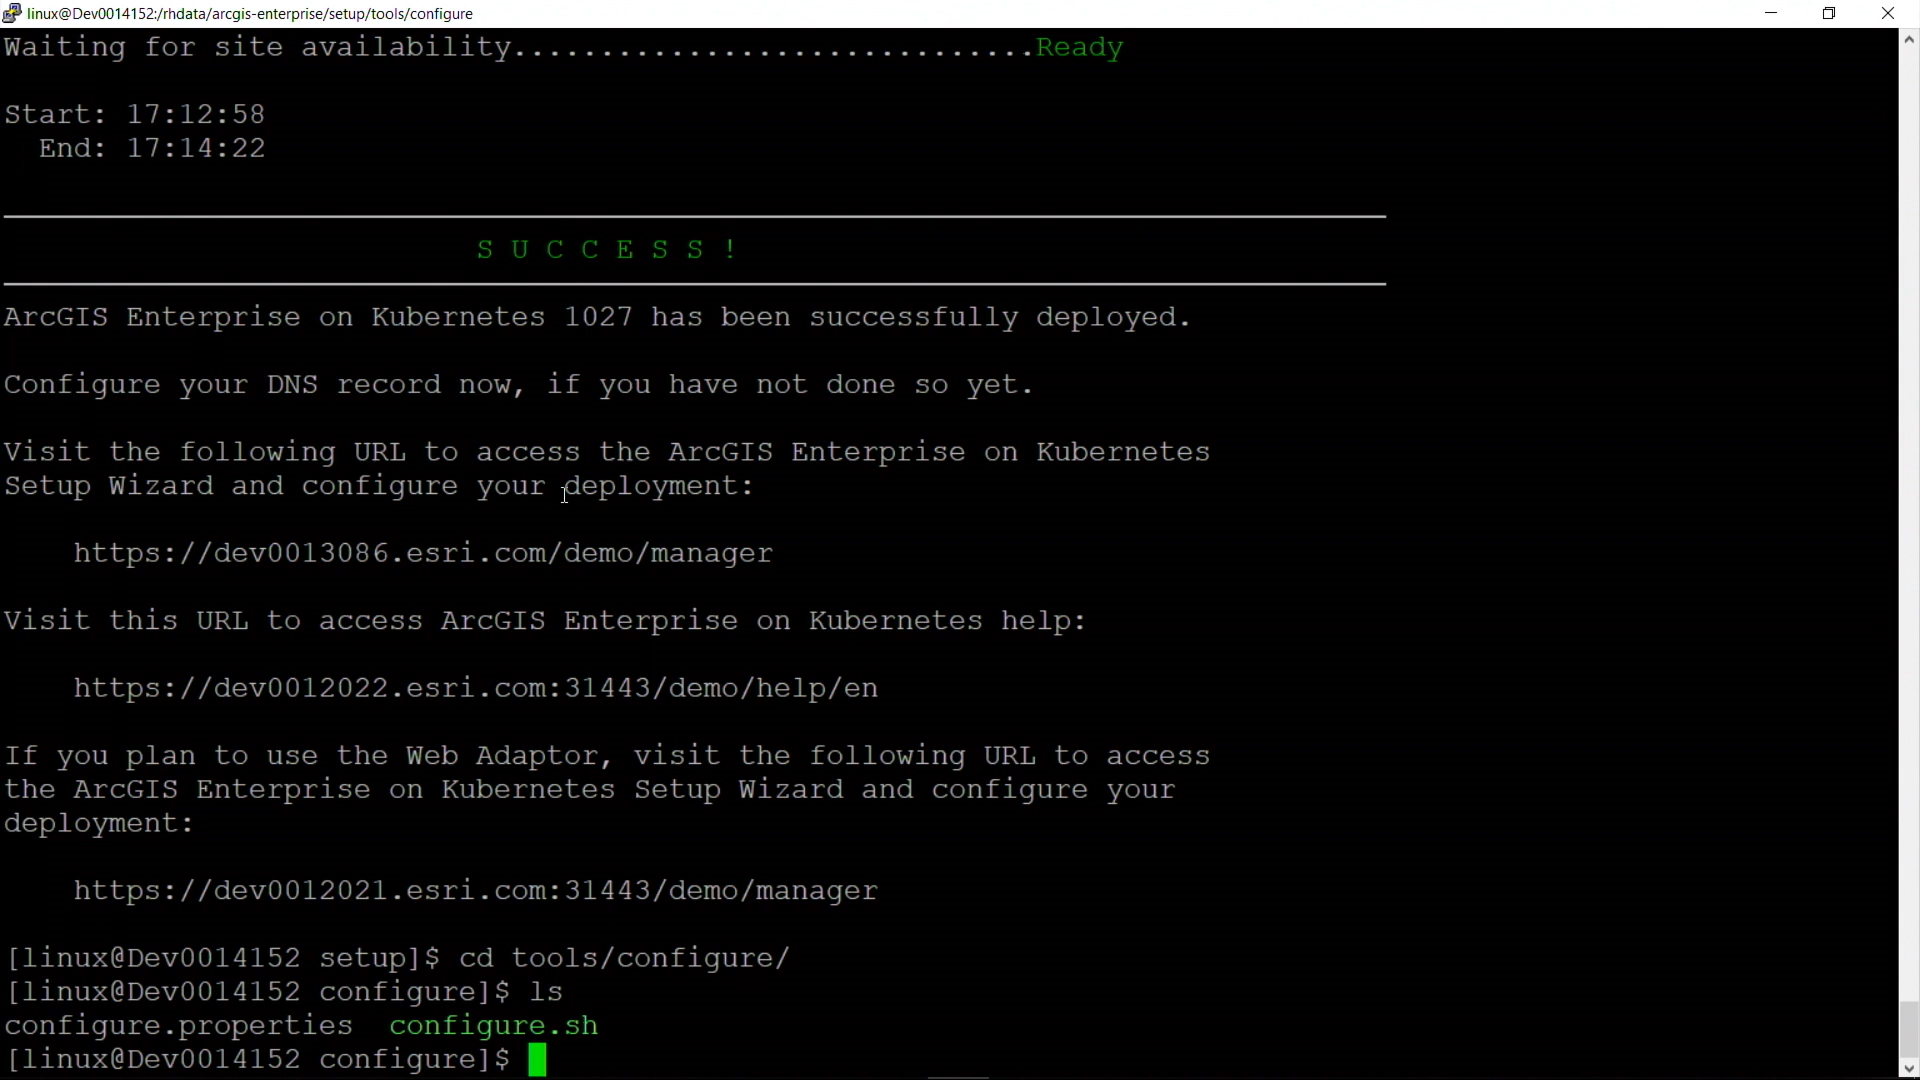 linux@Dev0014152:/rhdata/arcgis-enterprise/setup/tools/configure
Waiting for site availability..............................Ready
Start: 17:12:58
End: 17:14:22
S U C C E S S !
ArcGIS Enterprise on Kubernetes 1027 has been successfully deployed.
Configure your DNS record now, if you have not done so yet.
Visit the following URL to access the ArcGIS Enterprise on Kubernetes
Setup Wizard and configure your deployment:
https://dev0013086.esri.com/demo/manager
Visit this URL to access ArcGIS Enterprise on Kubernetes help:
https://dev0012022.esri.com:31443/demo/help/en
If you plan to use the Web Adaptor, visit the following URL to access
the ArcGIS Enterprise on Kubernetes Setup Wizard and configure your
deployment:
https://dev0012021.esri.com:31443/demo/manager
[linux@Dev0014152 setup]$ cd tools/configure/
[linux@Dev0014152 configure]$ ls
configure.properties  configure.sh
[linux@Dev0014152 configure]$